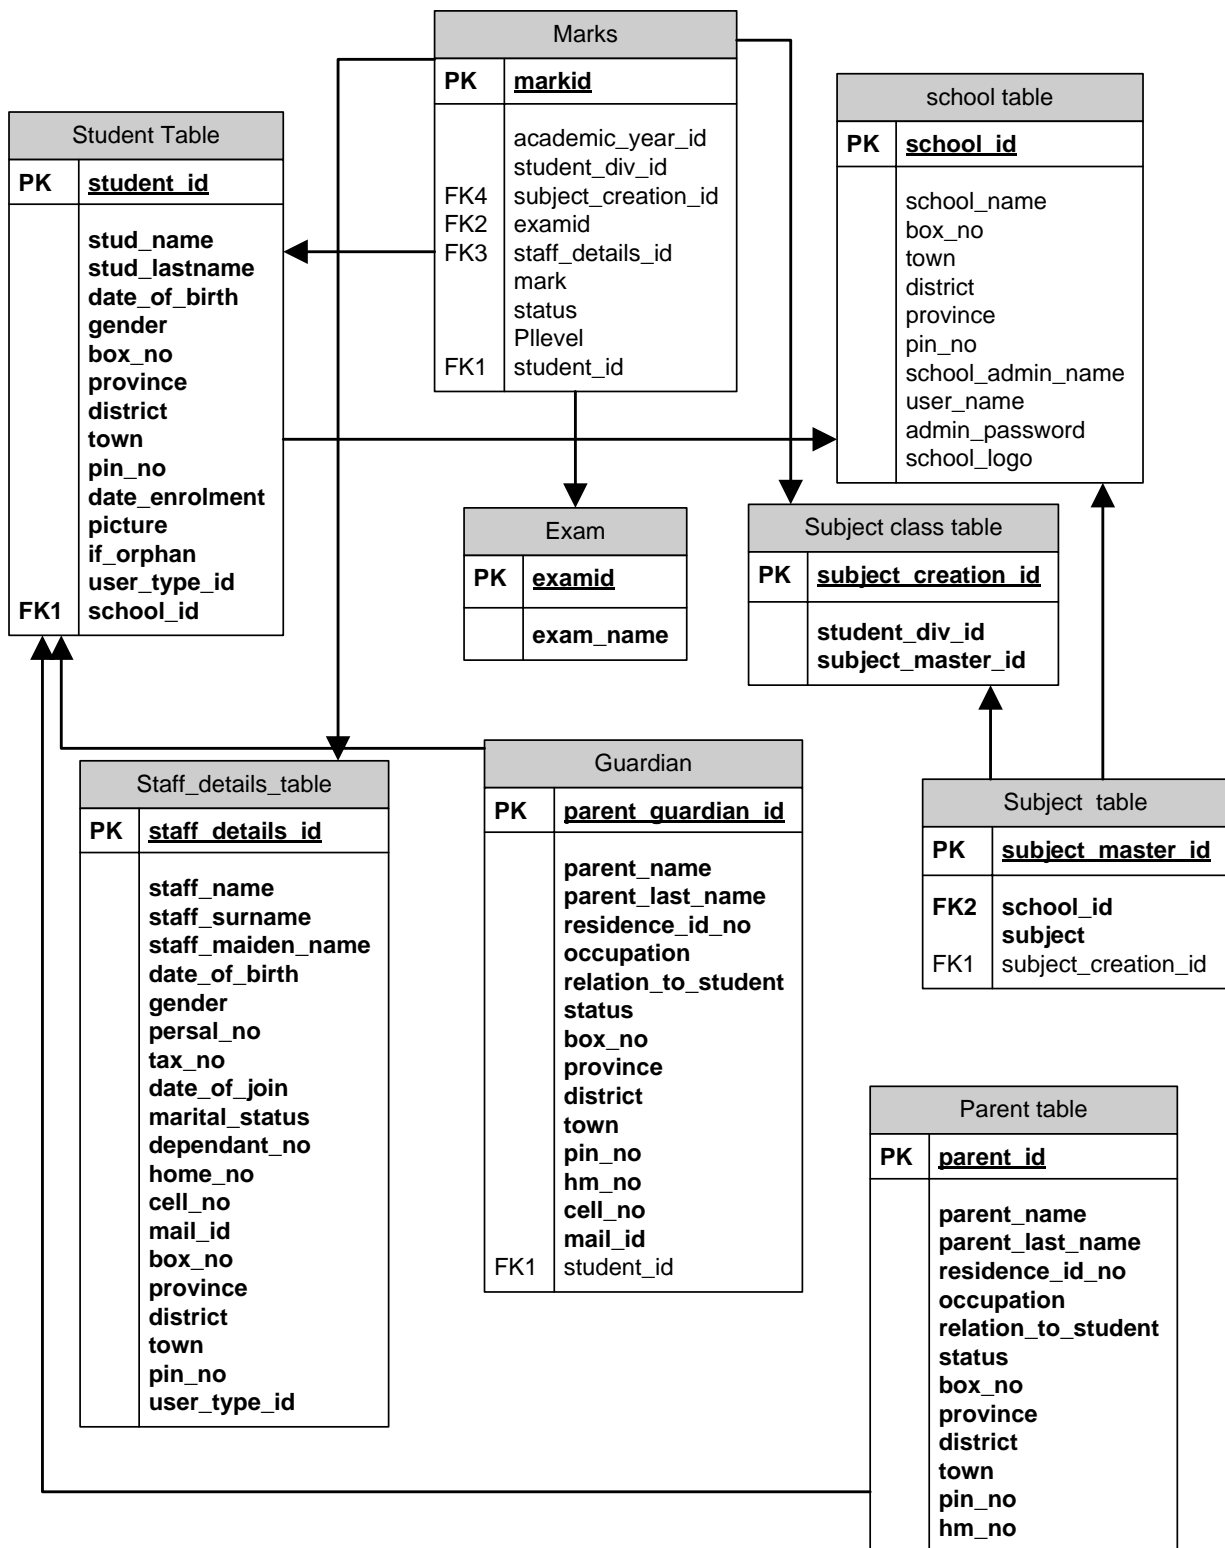 Marks
PK markid
academic_year_id
student_div_id
FK4 subject_creation_id
FK2 examid
FK3 staff_details_id
mark
status
Pllevel
FK1 student_id
school table
PK school_id
school_name
box_no
town
district
province
pin_no
school_admin_name
user_name
admin_password
school_logo
Student Table
PK student_id
stud_name
stud_lastname
date_of_birth
gender
box_no
province
district
town
pin_no
date_enrolment
picture
if_orphan
user_type_id
FK1 school_id
Exam
PK examid
exam_name
Subject class table
PK subject_creation_id
student_div_id
subject_master_id
Staff_details_table
PK staff_details_id
staff_name
staff_surname
staff_maiden_name
date_of_birth
gender
persal_no
tax_no
date_of_join
marital_status
dependant_no
home_no
cell_no
mail_id
box_no
province
district
town
pin_no
user_type_id
Guardian
PK parent_guardian_id
parent_name
parent_last_name
residence_id_no
occupation
relation_to_student
status
box_no
province
district
town
pin_no
hm_no
cell_no
mail_id
FK1 student_id
Subject table
PK subject_master_id
FK2 school_id
subject
FK1 subject_creation_id
Parent table
PK parent_id
parent_name
parent_last_name
residence_id_no
occupation
relation_to_student
status
box_no
province
district
town
pin_no
hm_no